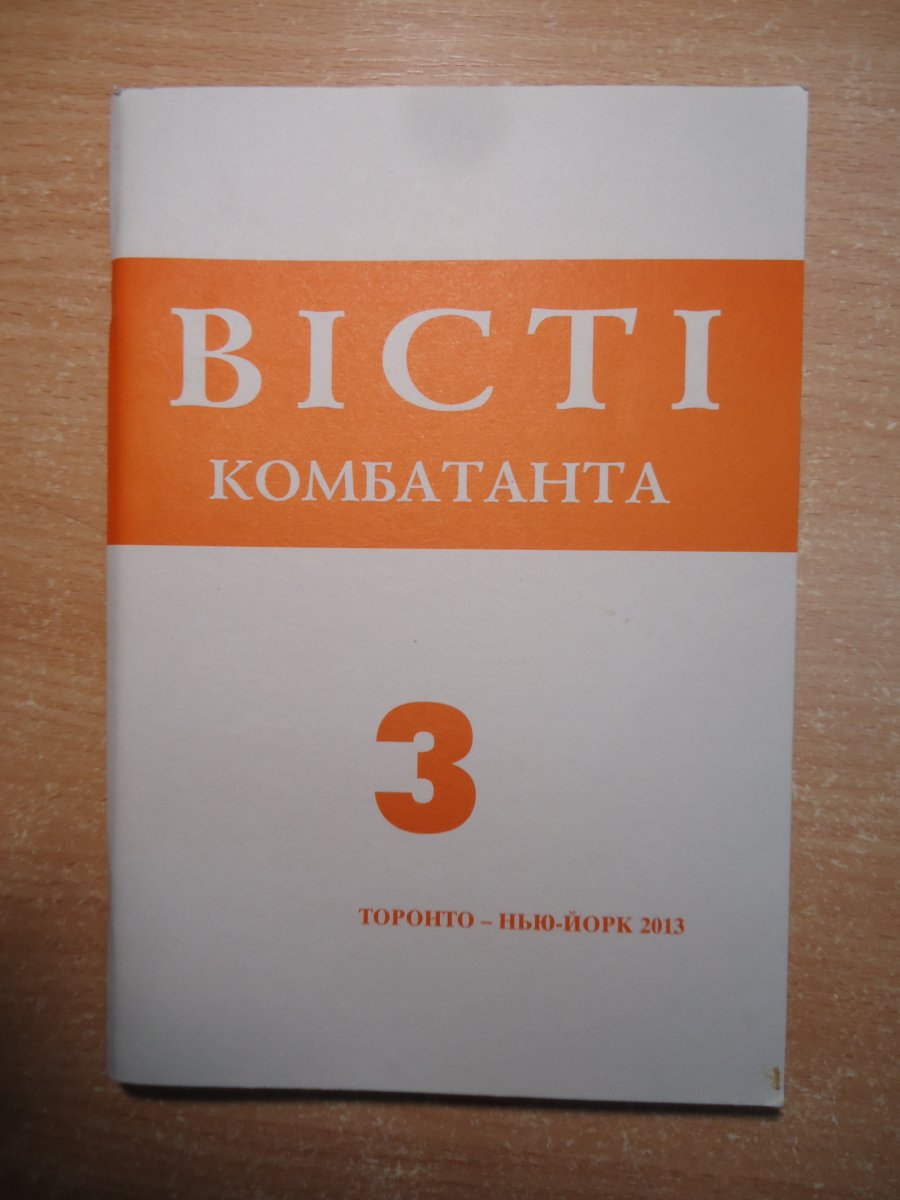 ВІСТІ
КОМБАТАНТА
3
ТОРОНТО – НЬЮ-ЙОРК 2013